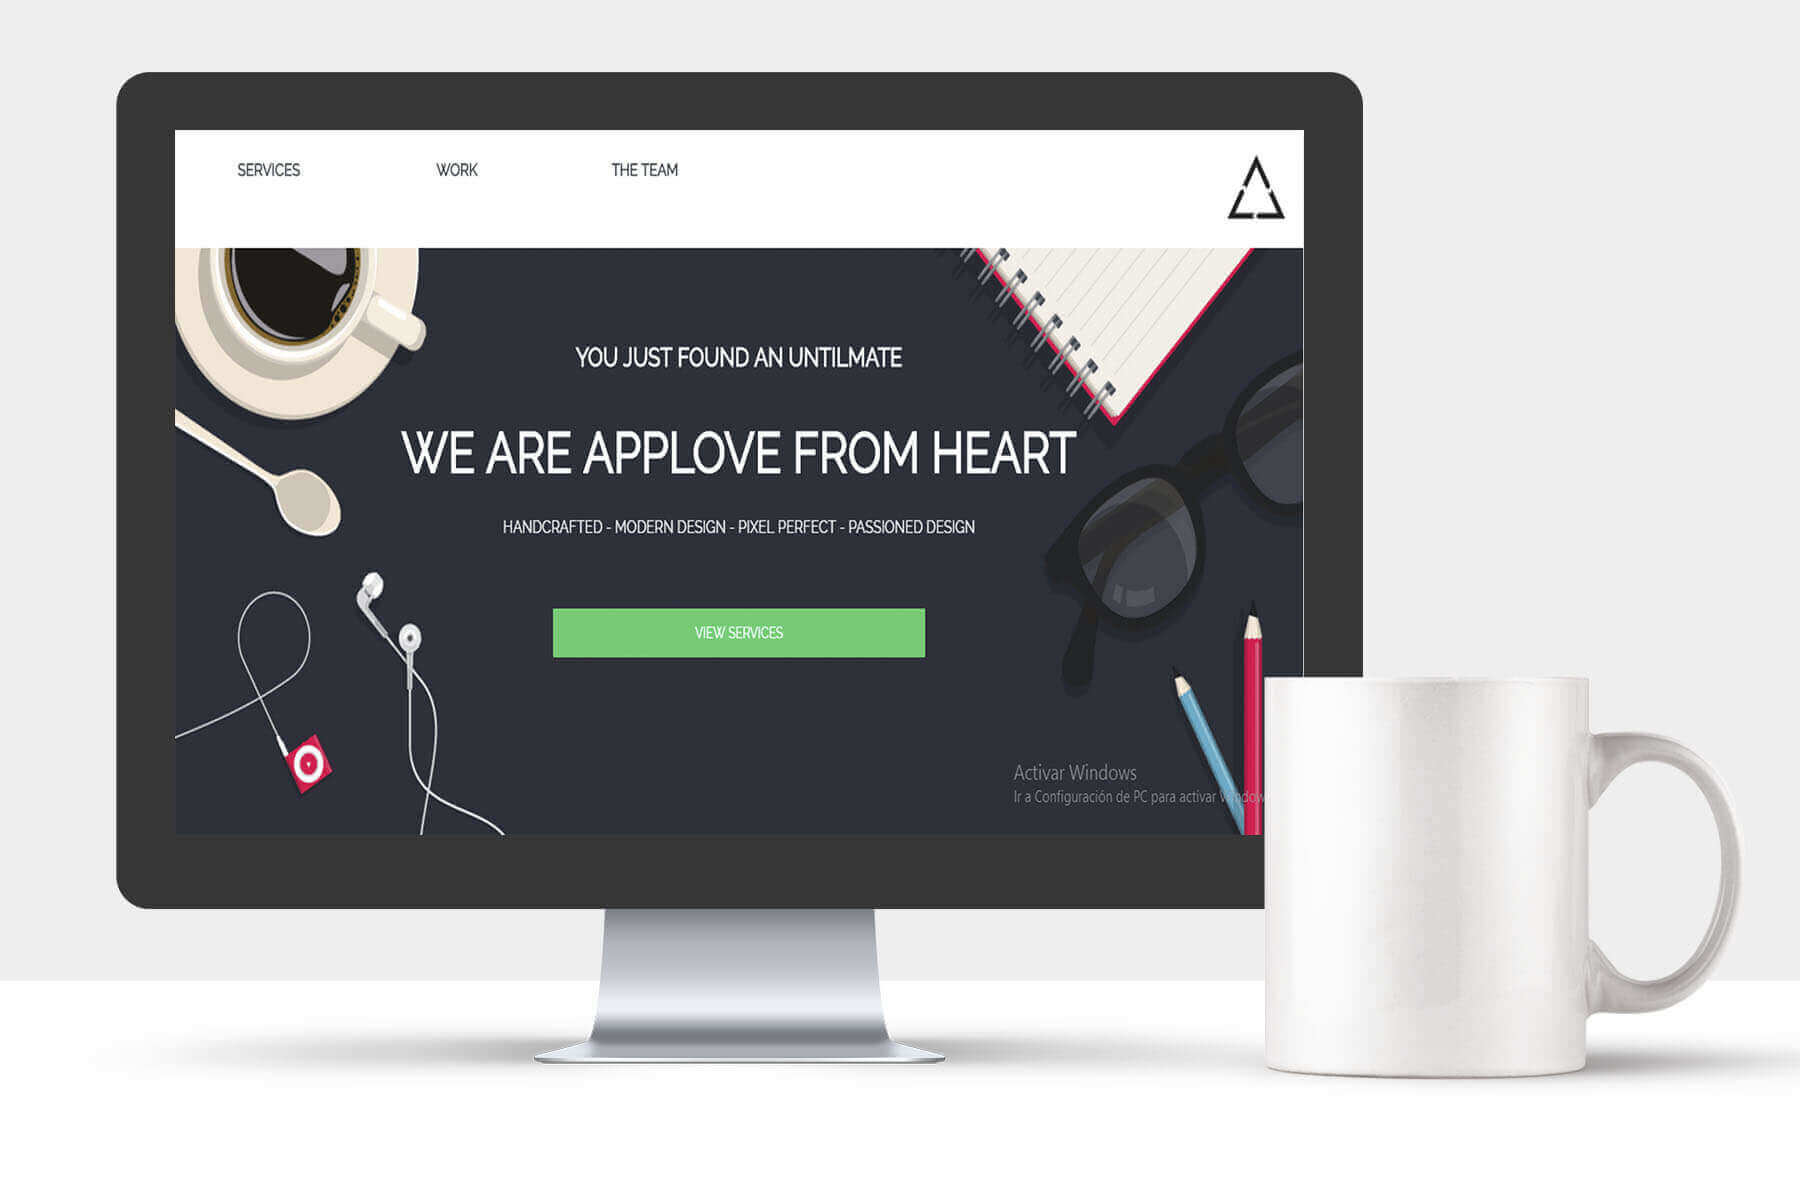 SERVICES
WORK
THE TEAM
YOU JUST FOUND AN UNTILMATE
WE ARE APPLOVE FROM HEART
HANDCRAFTED - MODERN DESIGN - PIXEL PERFECT - PASSIONED DESIGN
VIEW SERVICES
Activar Windows
Ir a Configuración de PC para activar Window